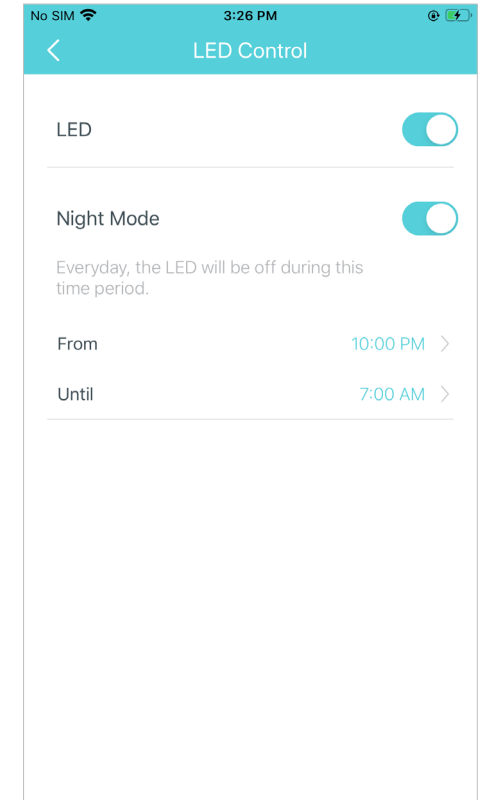 No SIM 3:26 PM
LED Control
LED
Night Mode
Everyday, the LED will be off during this
time period.
From 10:00 PM
Until 7:00 AM